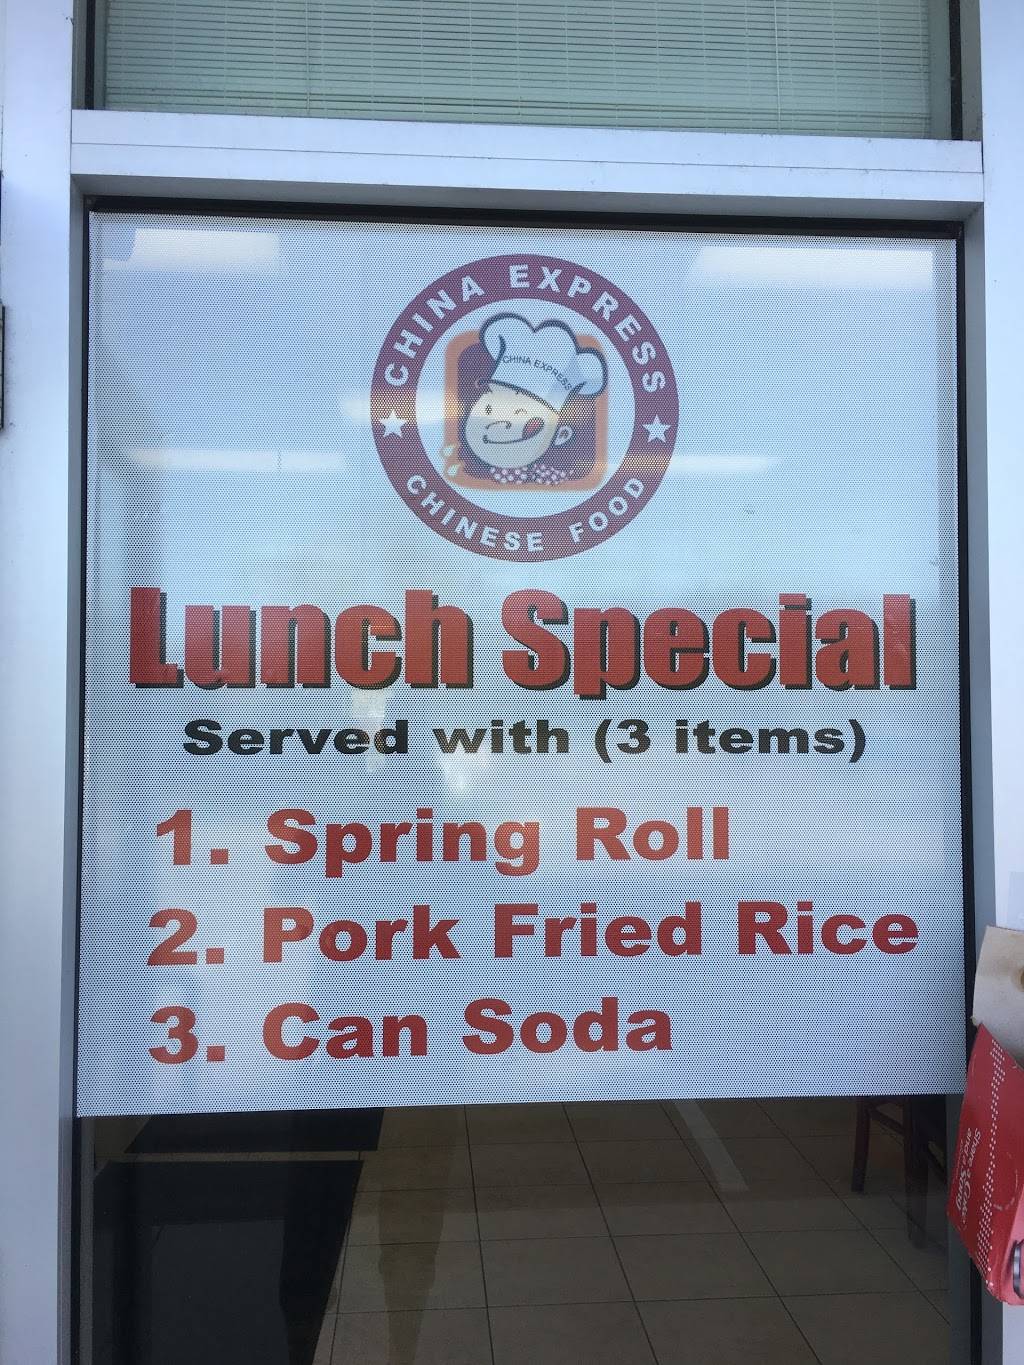 CHINA EXPRESS
CHINA EXPRESS
CHINESE FOOD
Lunch Special
Served with (3 items)
1. Spring Roll
2. Pork Fried Rice
3. Can Soda